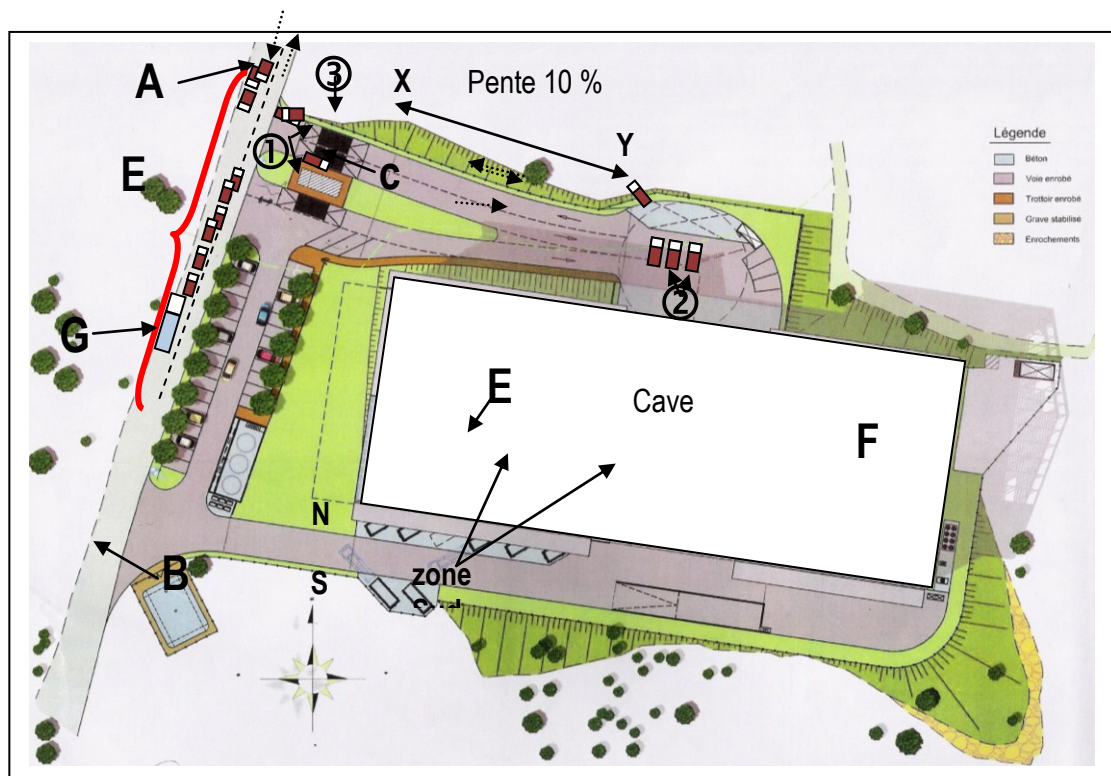 A
③
X
Pente 10 %
Y
Légende
Béton
Voie enrobé
Trottoir enrobé
Grave stabilisé
Enrochements
①
E
C
②
G
E
Cave
F
N
B
S
zone